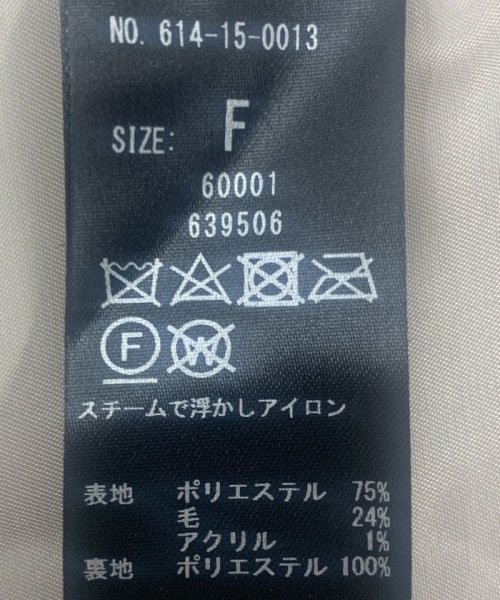 NO. 614-15-0013
SIZE: F
60001
639506
F W
スチームで浮かしアイロン
表地 ポリエステル 75%
毛 24%
アクリル 1%
裏地 ポリエステル 100%